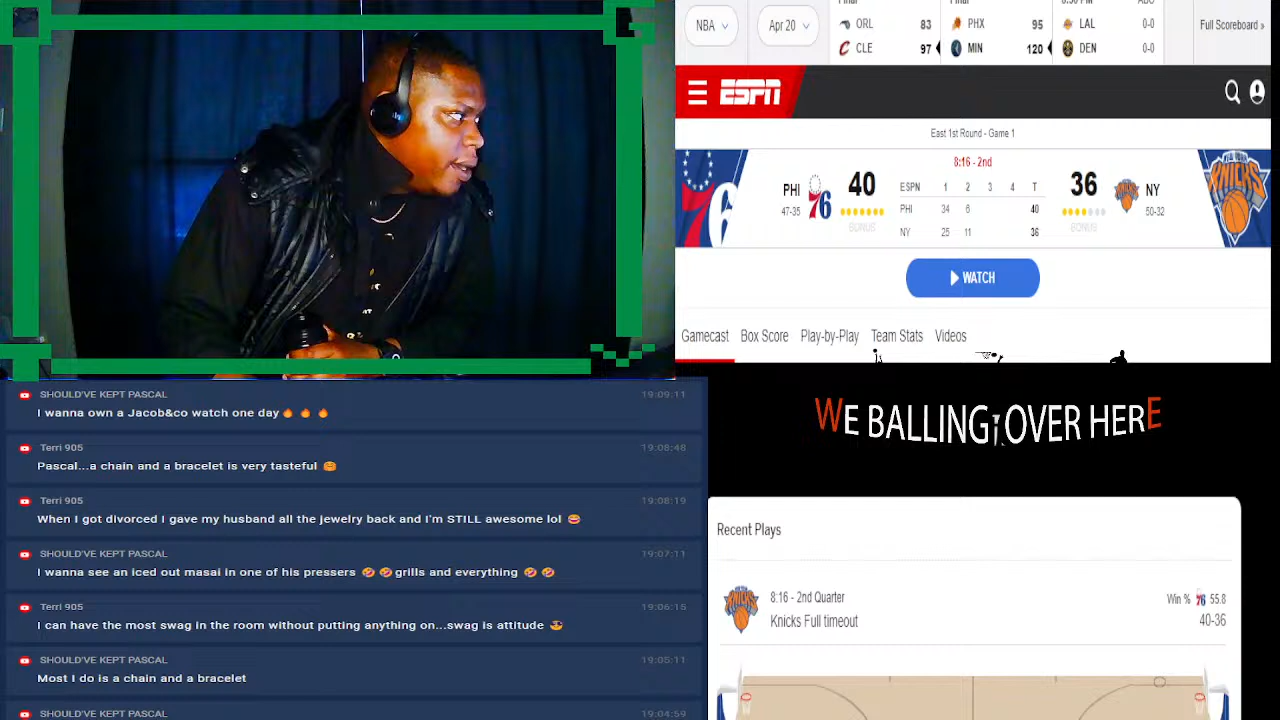 NBA
Apr 20
ORL 83
CLE 97
PHX 95
MIN 120
LAL 0-0
DEN 0-0
Full Scoreboard »
ESPN
East 1st Round - Game 1
8:16 - 2nd
PHI
47-35
76
40
BONUS
ESPN 1 2 3 4 T
PHI 34 6 40
NY 25 11 36
36
BONUS
NY
50-32
KNICKS
WATCH
Gamecast Box Score Play-by-Play Team Stats Videos
SHOULD'VE KEPT PASCAL 19:09:11
I wanna own a Jacob&co watch one day🔥 🔥 🔥
Terri 905 19:08:48
Pascal...a chain and a bracelet is very tasteful
Terri 905 19:08:19
When I got divorced I gave my husband all the jewelry back and I'm STILL awesome lol
SHOULD'VE KEPT PASCAL 19:07:11
I wanna see an iced out masai in one of his pressers 🤣 🤣 grills and everything 🤣 🤣
Terri 905 19:06:15
I can have the most swag in the room without putting anything on...swag is attitude
SHOULD'VE KEPT PASCAL 19:05:11
Most I do is a chain and a bracelet
SHOULD'VE KEPT PASCAL 19:04:59
WE BALLING OVER HERE
Recent Plays
8:16 - 2nd Quarter
Knicks Full timeout
Win % 76 55.8
40-36